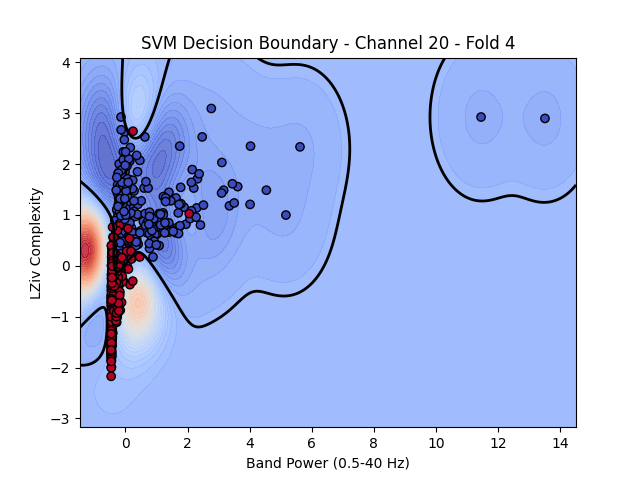 SVM Decision Boundary - Channel 20 - Fold 4
4
3
2
1
0
−1
−2
−3
LZiv Complexity
0 2 4 6 8 10 12 14
Band Power (0.5-40 Hz)